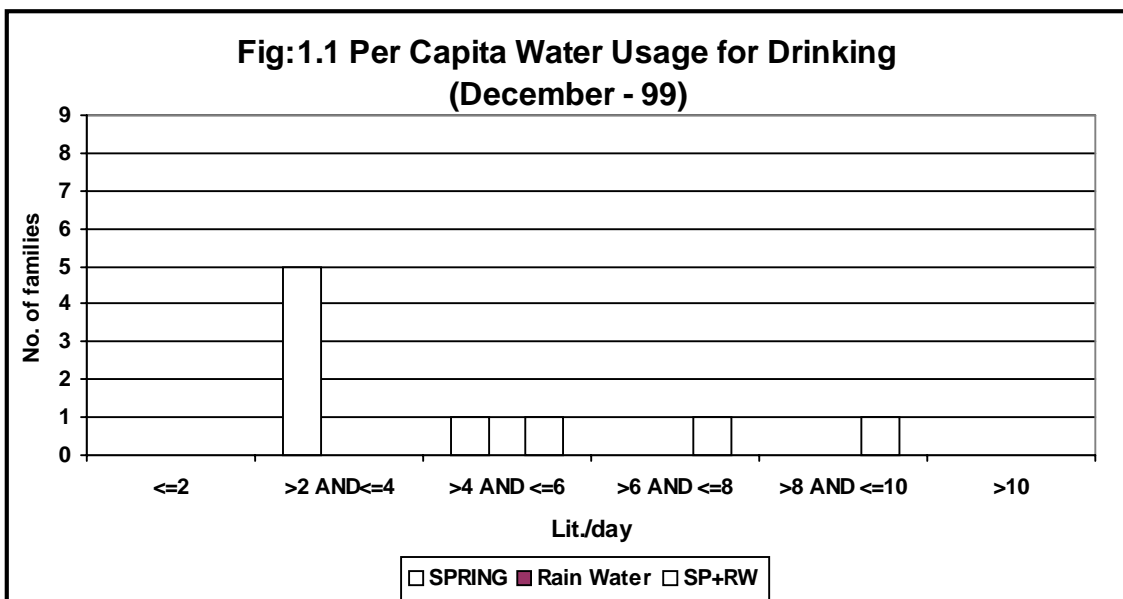 Fig:1.1 Per Capita Water Usage for Drinking
(December - 99)
9
8
7
6
5
4
3
2
1
0
No. of families
<=2 >2 AND<=4 >4 AND <=6 >6 AND <=8 >8 AND <=10 >10
Lit./day
SPRING Rain Water SP+RW